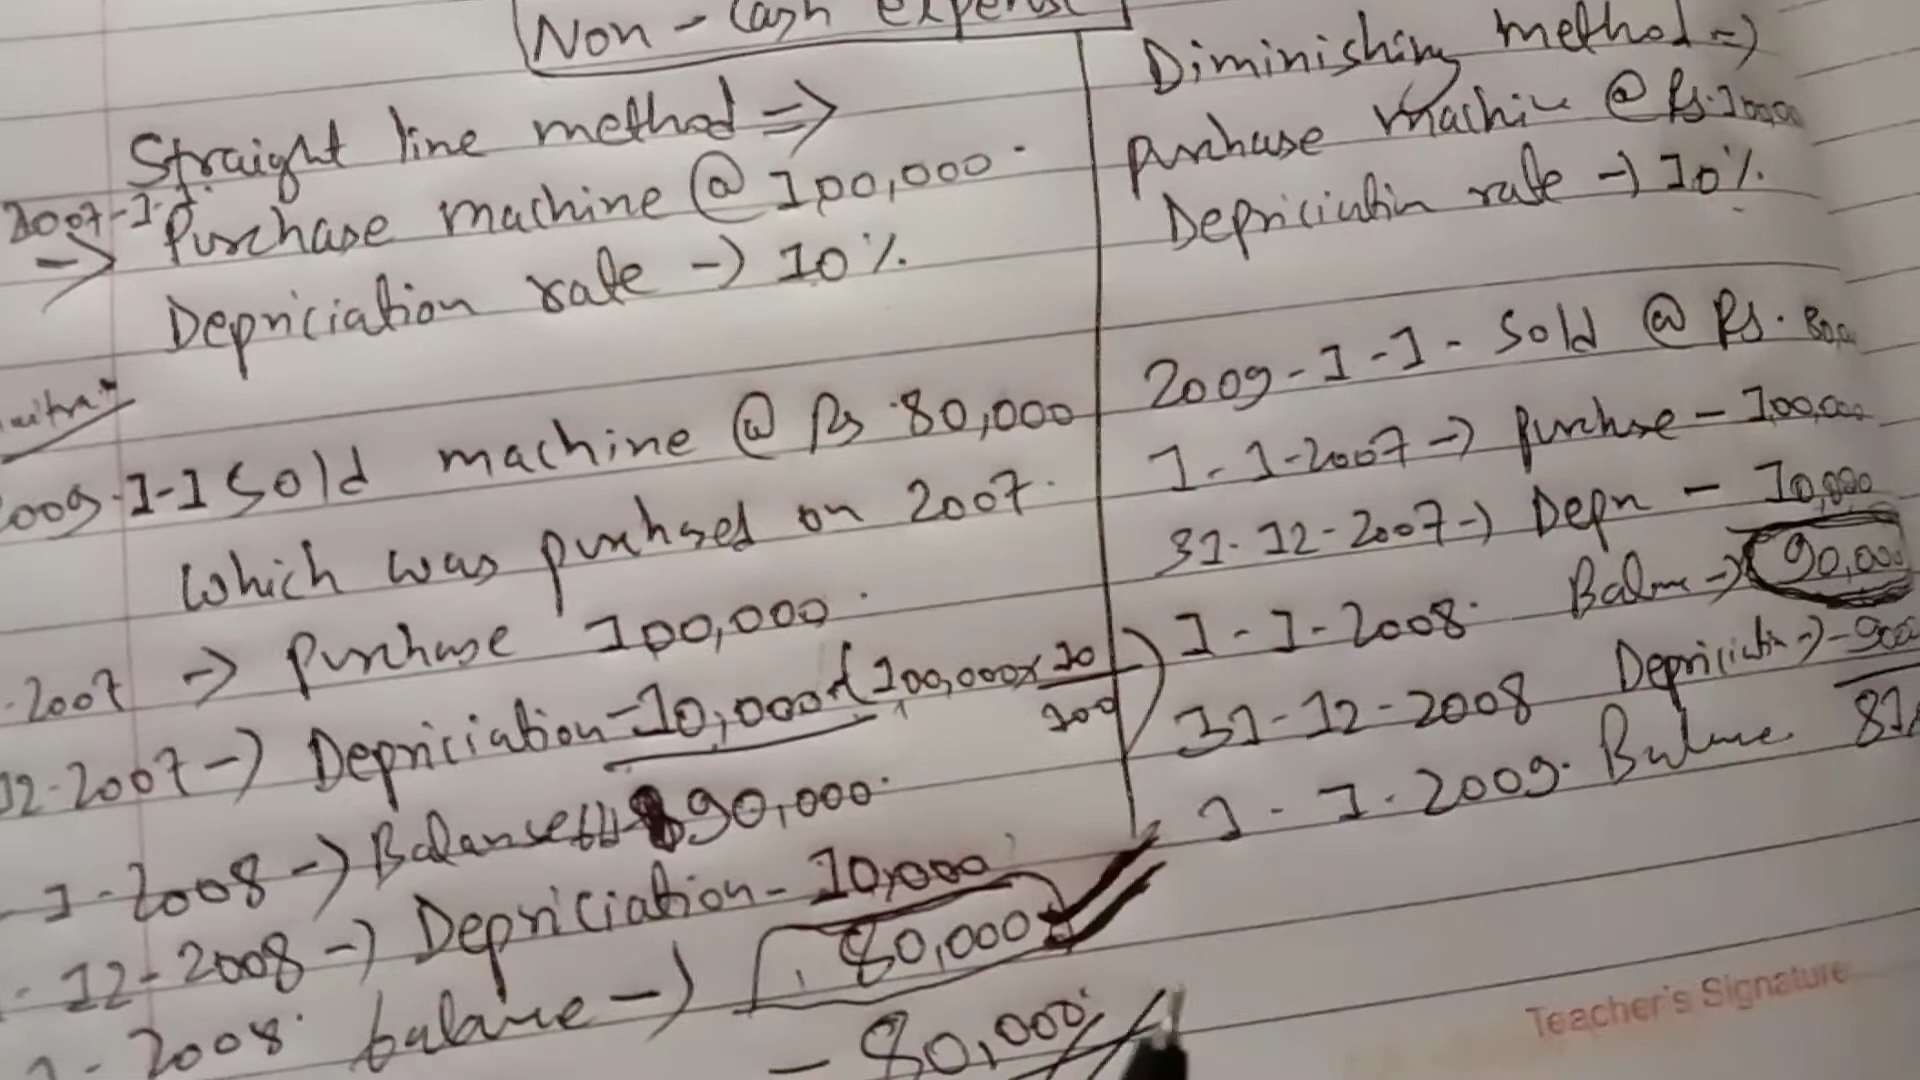 Non - Cash expense
Straight line method =>
2007-1-1
-> Purchase machine @ 100,000.
Depriciation rate -> 10%
2009-1-1 Sold machine @ Rs 80,000
which was purhsed on 2007.
2007 -> Purchase 100,000.
12-2007 -> Depriciation - 10,000 (100,000 x 10/100)
1-2008 -> Balanse 90,000.
12-2008 -> Depriciation - 10,000
2008. balance -> 80,000
- 80,000.
Diminishing method =>
purchase machine @ Rs.
Depriciation rate -> 10%.
2009-1-1- Sold @ Rs.
1-1-2007 -> purchase - 1,00,000
31-12-2007 -> Depn - 10,000
Balance -> 90,000
1-1-2008.
31-12-2008 Depriciation ->
1-1-2009. Balance
Teacher's Signature